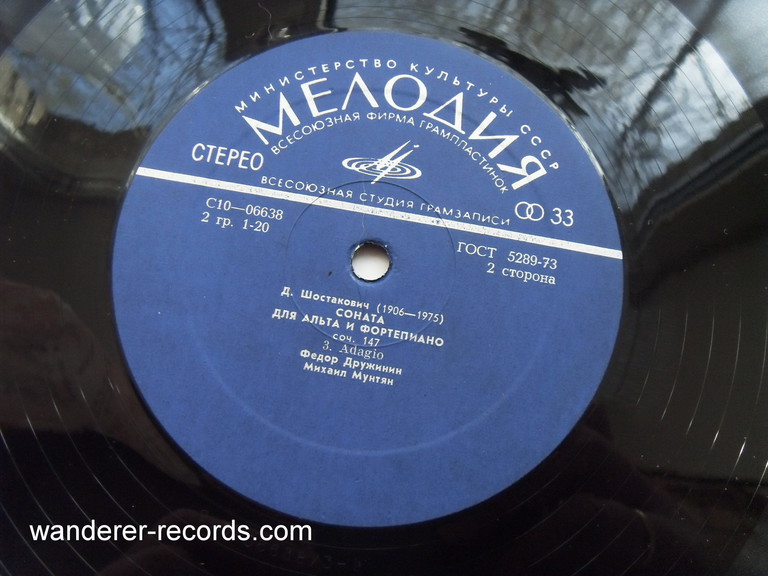 МИНИСТЕРСТВО КУЛЬТУРЫ СССР
МЕЛОДИЯ
ВСЕСОЮЗНАЯ ФИРМА ГРАМПЛАСТИНОК
СТЕРЕО
ВСЕСОЮЗНАЯ СТУДИЯ ГРАМЗАПИСИ
33
С10—06638
2 гр. 1-20
ГОСТ 5289-73
2 сторона
Д. Шостакович (1906—1975)
СОНАТА
ДЛЯ АЛЬТА И ФОРТЕПИАНО
соч. 147
3. Adagio
Федор Дружинин
Михаил Мунтян
wanderer-records.com